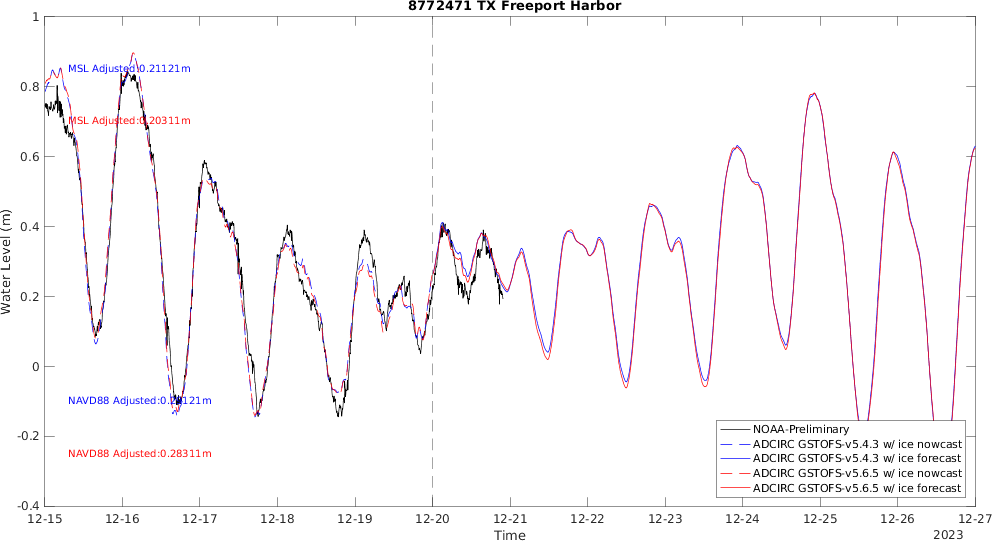 8772471 TX Freeport Harbor
Water Level (m)
1
0.8
0.6
0.4
0.2
0
-0.2
-0.4
MSL Adjusted:0.21121m
MSL Adjusted:0.20311m
NAVD88 Adjusted:
NAVD88 Adjusted:0.28311m
NOAA-Preliminary
ADCIRC GSTOFS-v5.4.3 w/ ice nowcast
ADCIRC GSTOFS-v5.4.3 w/ ice forecast
ADCIRC GSTOFS-v5.6.5 w/ ice nowcast
ADCIRC GSTOFS-v5.6.5 w/ ice forecast
12-15 12-16 12-17 12-18 12-19 12-20 12-21 12-22 12-23 12-24 12-25 12-26 12-27
Time
2023